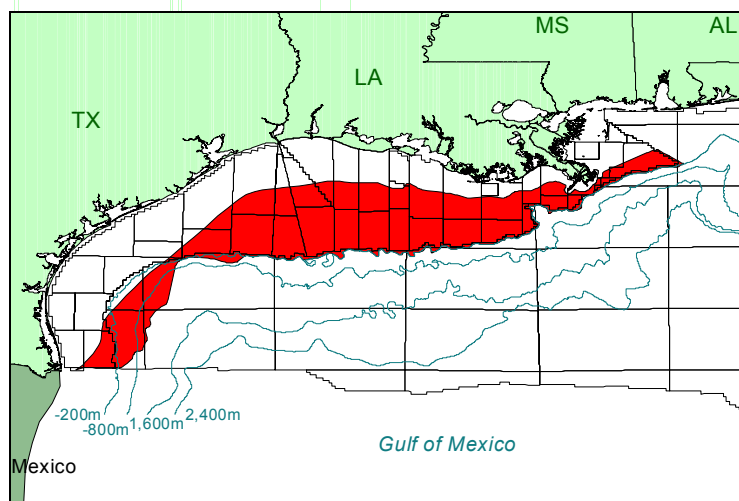 MS
AL
LA
TX
-200m
-800m
1,600m
2,400m
Gulf of Mexico
Mexico